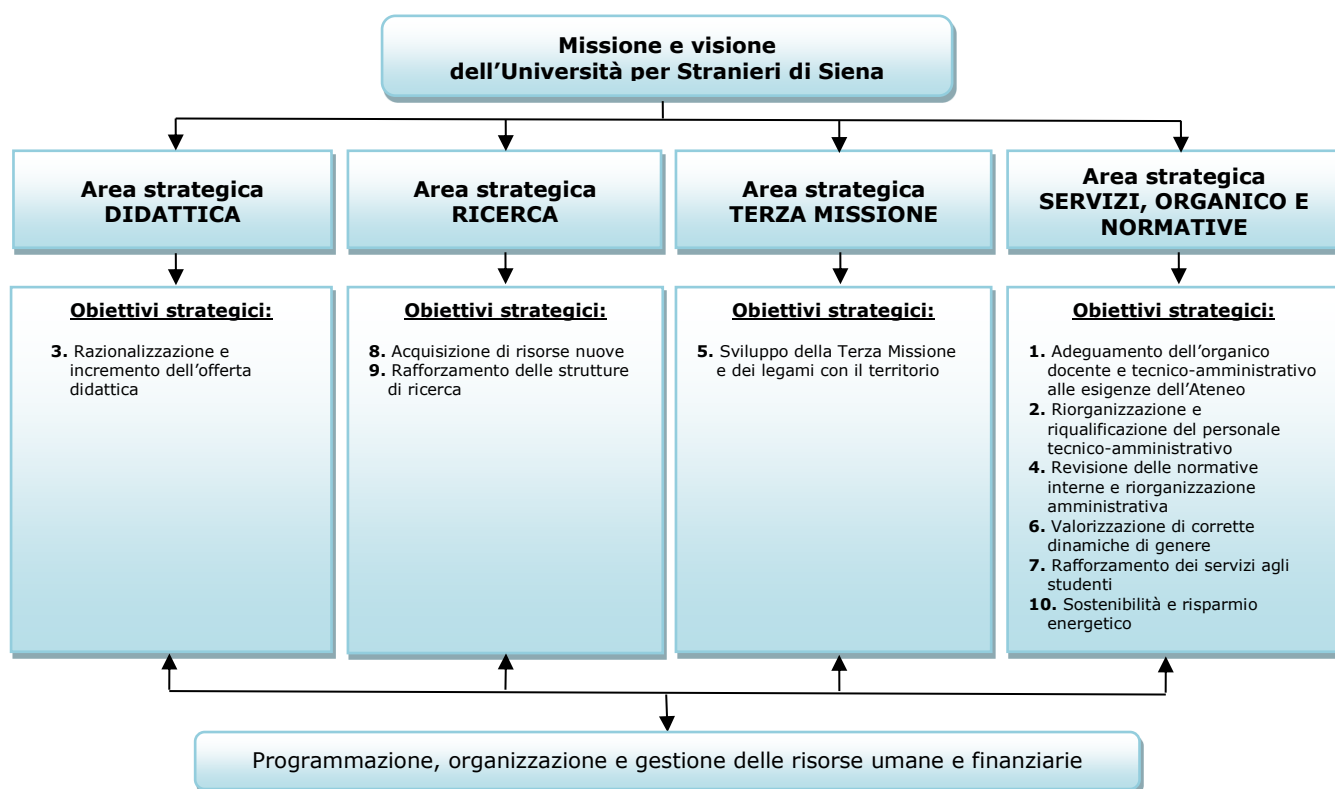 Missione e visione
dell’Università per Stranieri di Siena
Area strategica
DIDATTICA
Area strategica
RICERCA
Area strategica
TERZA MISSIONE
Area strategica
SERVIZI, ORGANICO E
NORMATIVE
Obiettivi strategici:
3. Razionalizzazione e
incremento dell’offerta
didattica
Obiettivi strategici:
8. Acquisizione di risorse nuove
9. Rafforzamento delle strutture
di ricerca
Obiettivi strategici:
5. Sviluppo della Terza Missione
e dei legami con il territorio
Obiettivi strategici:
1. Adeguamento dell’organico
docente e tecnico-amministrativo
alle esigenze dell’Ateneo
2. Riorganizzazione e
riqualificazione del personale
tecnico-amministrativo
4. Revisione delle normative
interne e riorganizzazione
amministrativa
6. Valorizzazione di corrette
dinamiche di genere
7. Rafforzamento dei servizi agli
studenti
10. Sostenibilità e risparmio
energetico
Programmazione, organizzazione e gestione delle risorse umane e finanziarie